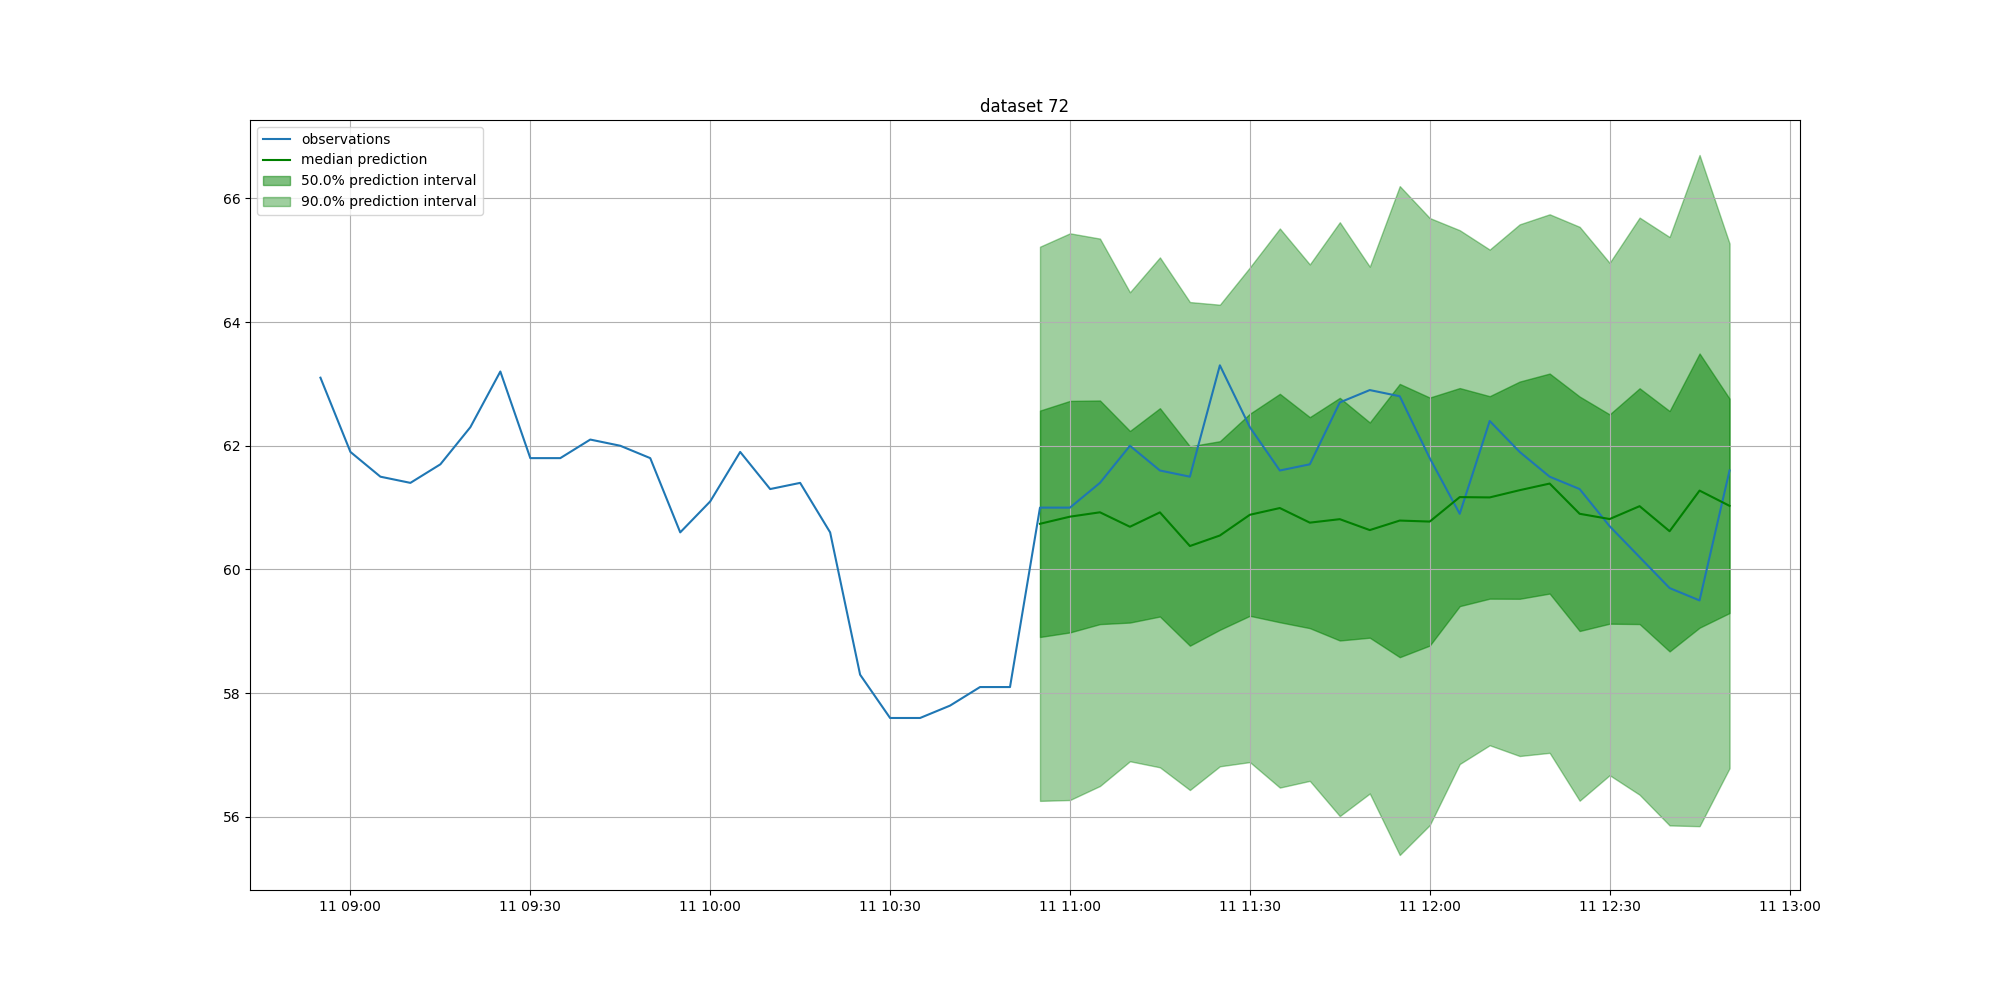 dataset 72
observations
median prediction
50.0% prediction interval
90.0% prediction interval
66
64
62
60
58
56
11 09:00 11 09:30 11 10:00 11 10:30 11 11:00 11 11:30 11 12:00 11 12:30 11 13:00